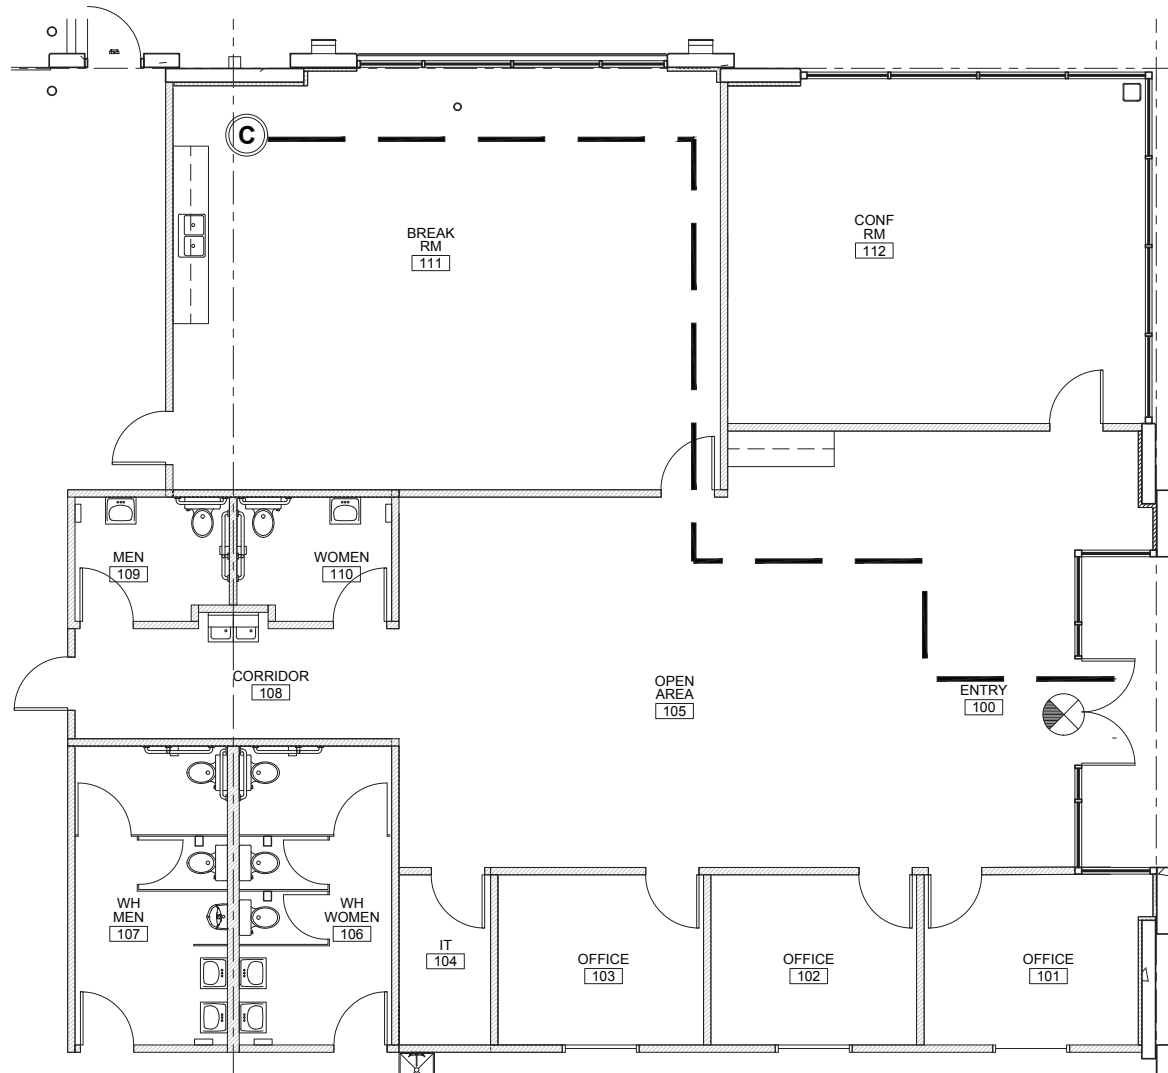 C
BREAK
RM
111
CONF
RM
112
MEN
109
WOMEN
110
CORRIDOR
108
OPEN
AREA
105
ENTRY
100
WH
MEN
107
WH
WOMEN
106
IT
104
OFFICE
103
OFFICE
102
OFFICE
101